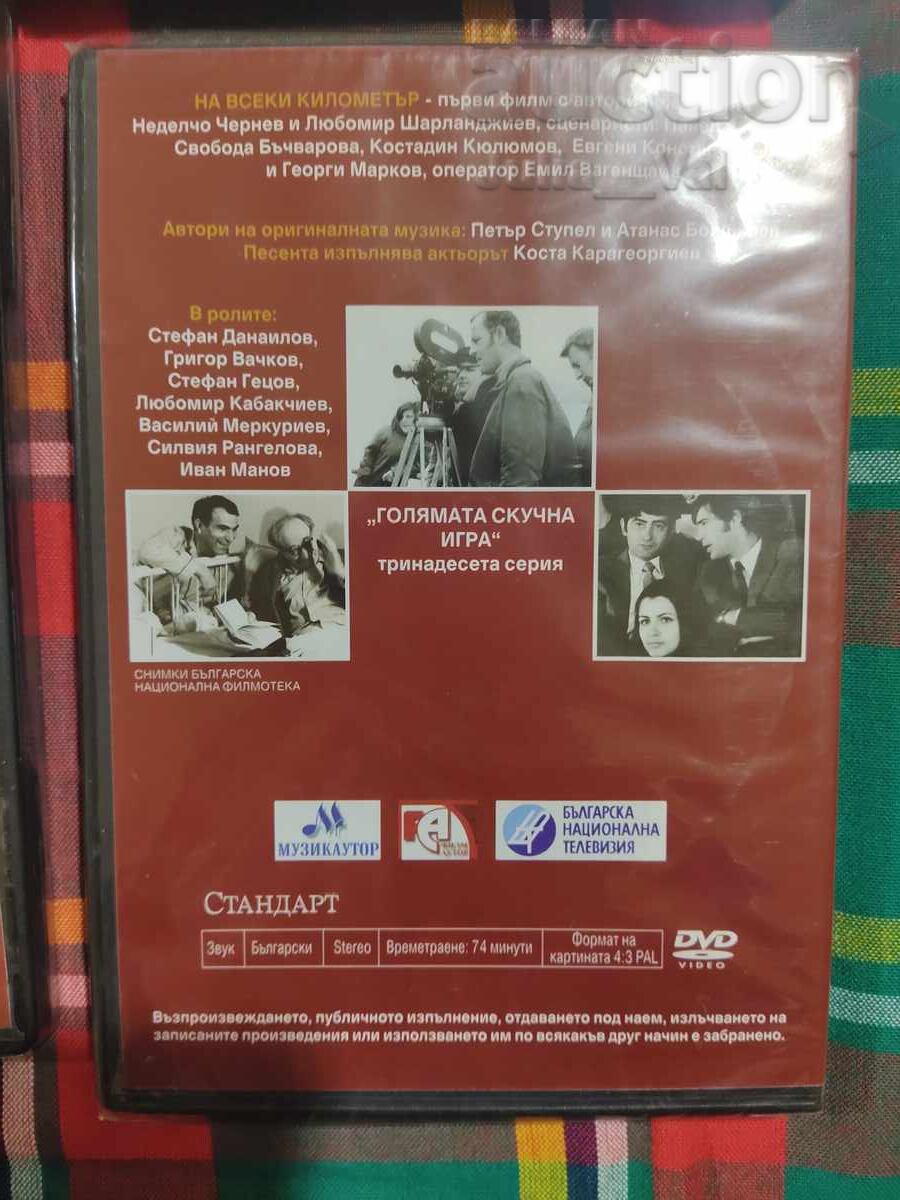 BALKAN
auction
НА ВСЕКИ КИЛОМЕТЪР - първи филм с
Неделчо Чернев и Любомир Шарланджиев, сценаристи:
Свобода Бъчварова, Костадин Кюлюмов, Евгени
и Георги Марков, оператор Емил Вагенщайн
Автори на оригиналната музика: Петър Ступел и Атанас
Песента изпълнява актьорът Коста Карагеоргиев
В ролите:
Стефан Данаилов,
Григор Вачков,
Стефан Гецов,
Любомир Кабакчиев,
Василий Меркуриев,
Силвия Рангелова,
Иван Манов
„ГОЛЯМАТА СКУЧНА
ИГРА“
тринадесета серия
СНИМКИ БЪЛГАРСКА
НАЦИОНАЛНА ФИЛМОТЕКА
МУЗИКАУТОР
БЪЛГАРСКА
НАЦИОНАЛНА
ТЕЛЕВИЗИЯ
СТАНДАРТ
Звук Български Stereo Времетраене: 74 минути Формат на
картината 4:3 PAL
DVD
VIDEO
Възпроизвеждането, публичното изпълнение, отдаването под наем, излъчването на
записаните произведения или използването им по всякакъв друг начин е забранено.